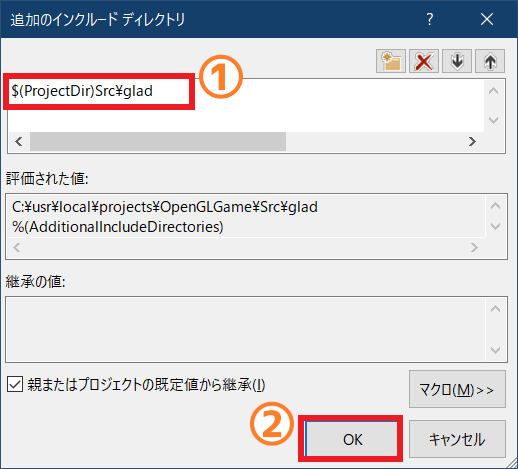 追加のインクルード ディレクトリ
?
①
$(ProjectDir)Src¥glad
評価された値:
C:¥usr¥local¥projects¥OpenGLGame¥Src¥glad
%(AdditionalIncludeDirectories)
継承の値:
親またはプロジェクトの既定値から継承(I)
マクロ(M)>>
②
OK
キャンセル